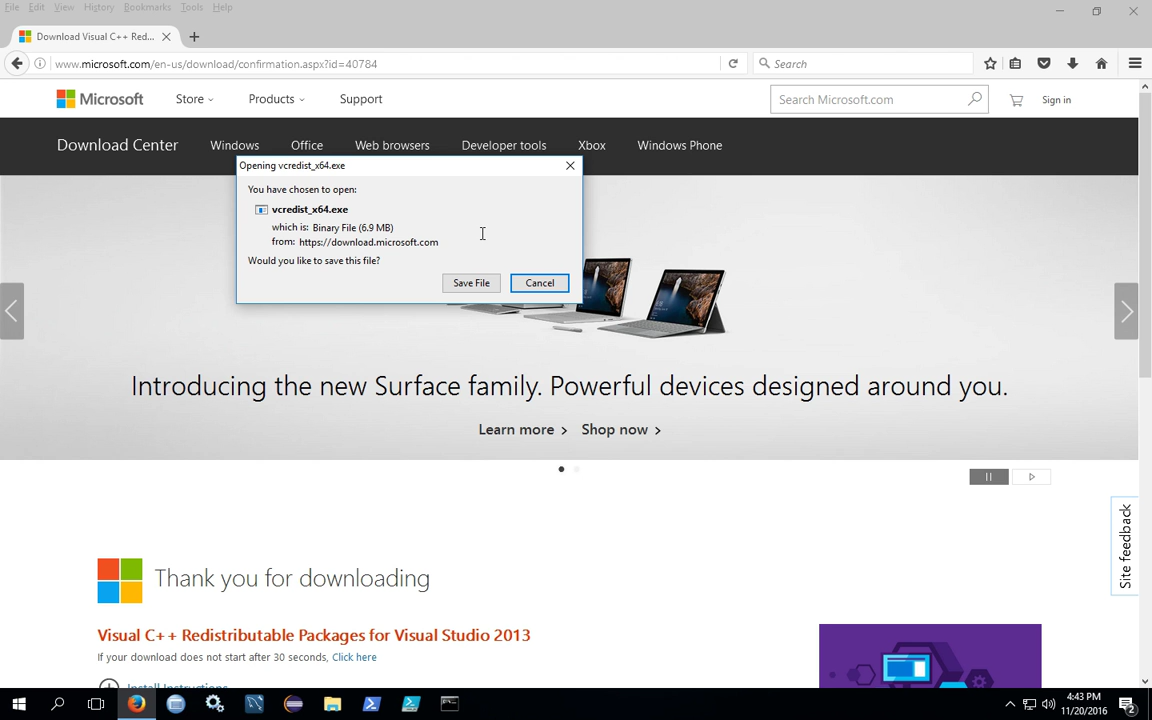 File Edit View History Bookmarks Tools Help
Download Visual C++ Red...
www.microsoft.com/en-us/download/confirmation.aspx?id=40784
Search
Microsoft
Store
Products
Support
Search Microsoft.com
Sign in
Download Center
Windows
Office
Web browsers
Developer tools
Xbox
Windows Phone
Opening vcredist_x64.exe
You have chosen to open:
vcredist_x64.exe
which is: Binary File (6.9 MB)
from: https://download.microsoft.com
Would you like to save this file?
Save File
Cancel
Introducing the new Surface family. Powerful devices designed around you.
Learn more
Shop now
Site feedback
Thank you for downloading
Visual C++ Redistributable Packages for Visual Studio 2013
If your download does not start after 30 seconds, Click here
Install Instructions
4:43 PM
11/20/2016
2